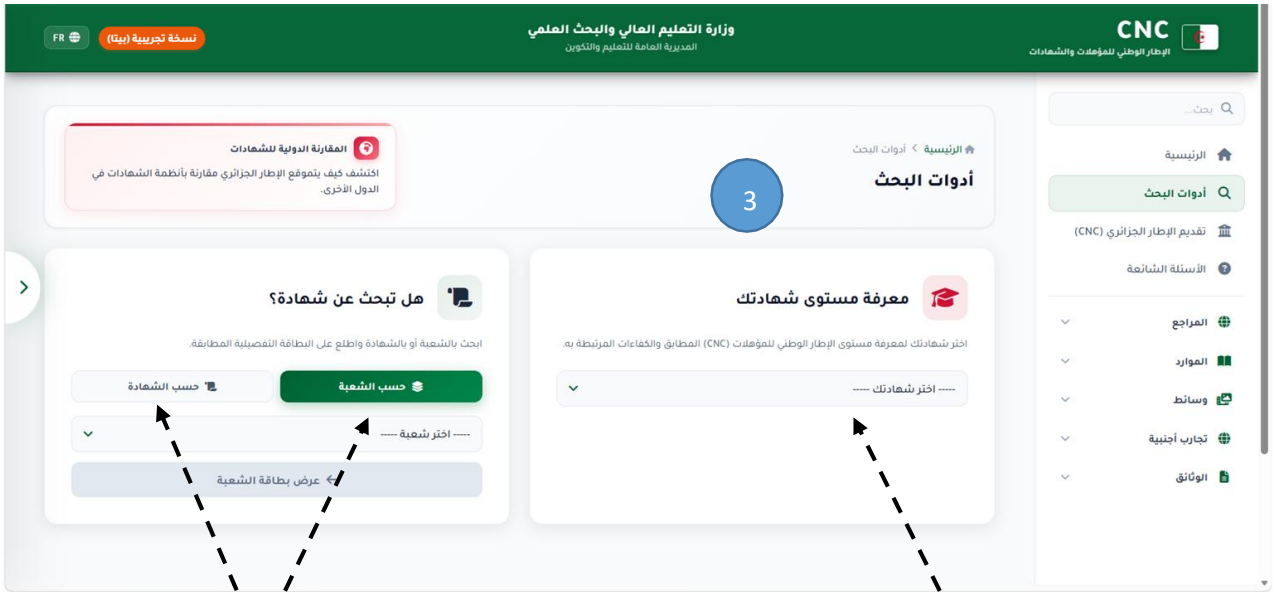 CNC
الإطار الوطني للمؤهلات والشهادات
وزارة التعليم العالي والبحث العلمي
المديرية العامة للتعليم والتكوين
نسخة تجريبية (بيتا)
FR
بحث...
الرئيسية
أدوات البحث
تقديم الإطار الجزائري (CNC)
الأسئلة الشائعة
المراجع
الموارد
وسائط
تجارب أجنبية
الوثائق
الرئيسية > أدوات البحث
أدوات البحث
3
المقارنة الدولية للشهادات
اكتشف كيف يتموقع الإطار الجزائري مقارنة بأنظمة الشهادات في
الدول الأخرى.
معرفة مستوى شهادتك
اختر شهادتك لمعرفة مستوى الإطار الوطني للمؤهلات (CNC) المطابق والكفاءات المرتبطة به.
----- اختر شهادتك -----
هل تبحث عن شهادة؟
ابحث بالشعبة أو بالشهادة واطلع على البطاقة التفصيلية المطابقة.
حسب الشعبة
حسب الشهادة
----- اختر شعبة -----
عرض بطاقة الشعبة